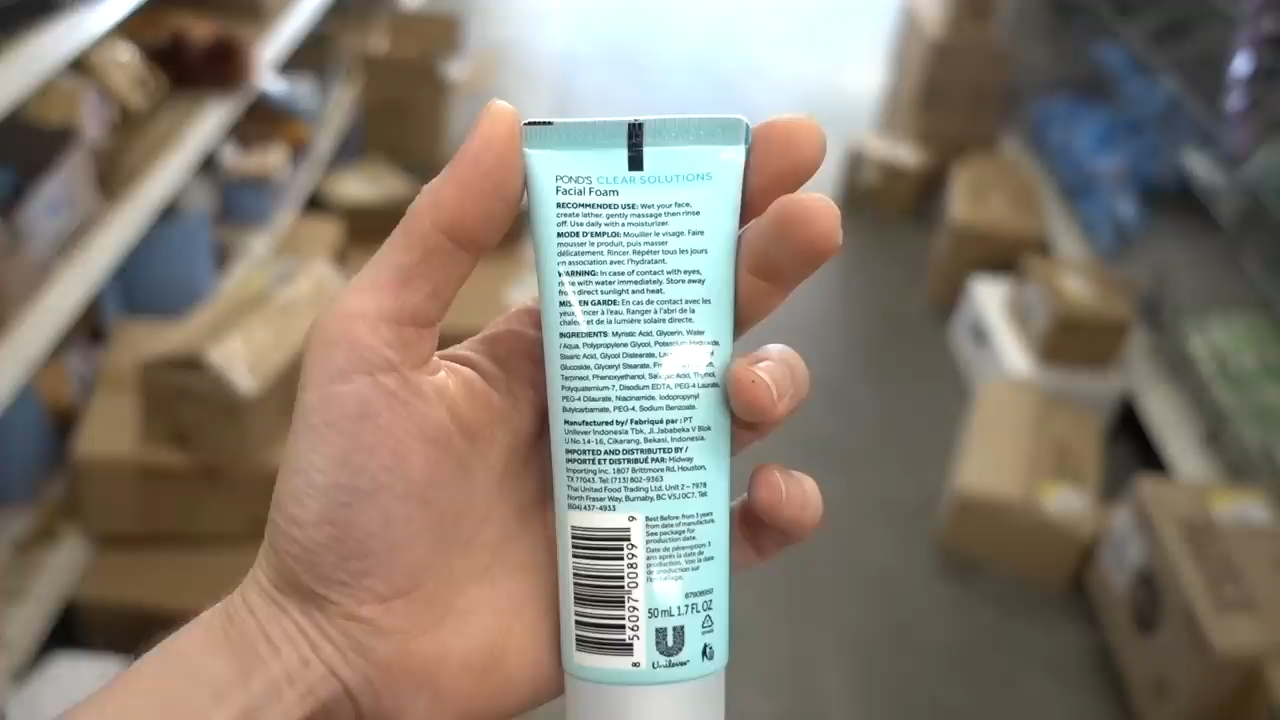 POND'S CLEAR SOLUTIONS
Facial Foam
RECOMMENDED USE: Wet your face,
create lather, gently massage then rinse
off. Use daily with a moisturizer.
MODE D'EMPLOI: Mouiller le visage. Faire
mousser le produit, puis masser
délicatement. Rincer. Répéter tous les jours
en association avec l'hydratant.
WARNING: In case of contact with eyes,
rinse with water immediately. Store away
from direct sunlight and heat.
MISE EN GARDE: En cas de contact avec les
yeux, rincer à l'eau. Ranger à l'abri de la
chaleur et de la lumière solaire directe.
INGREDIENTS: Myristic Acid, Glycerin, Water
/ Aqua, Polypropylene Glycol, Potassium Hydroxide,
Stearic Acid, Glycol Distearate,
Glucoside, Glyceryl Stearate,
Terpineol, Phenoxyethanol, Salicylic Acid, Thymol,
Polyquaternium-7, Disodium EDTA, PEG-4 Laurate,
PEG-4 Dilaurate, Niacinamide, Iodopropynyl
Butylcarbamate, PEG-4, Sodium Benzoate.
Manufactured by/ Fabriqué par: PT
Unilever Indonesia Tbk, Jl. Jababeka V Blok
U No. 14-16, Cikarang, Bekasi, Indonesia.
IMPORTED AND DISTRIBUTED BY /
IMPORTÉ ET DISTRIBUÉ PAR: Midway
Importing Inc. 1807 Brittmore Rd, Houston,
TX 77043. Tel: (713) 802-9363
Thai United Food Trading Ltd. Unit 2 – 7978
North Fraser Way, Burnaby, BC V5J 0C7. Tel:
(604) 437-4933
Best Before: from 3 years
from date of manufacture.
See package for
production date.
Date de péremption: 3
ans après la date de
production. Voir la date
de production sur
l'emballage.
8 56097 00899 9
67908950
50 mL 1.7 FL OZ
Unilever